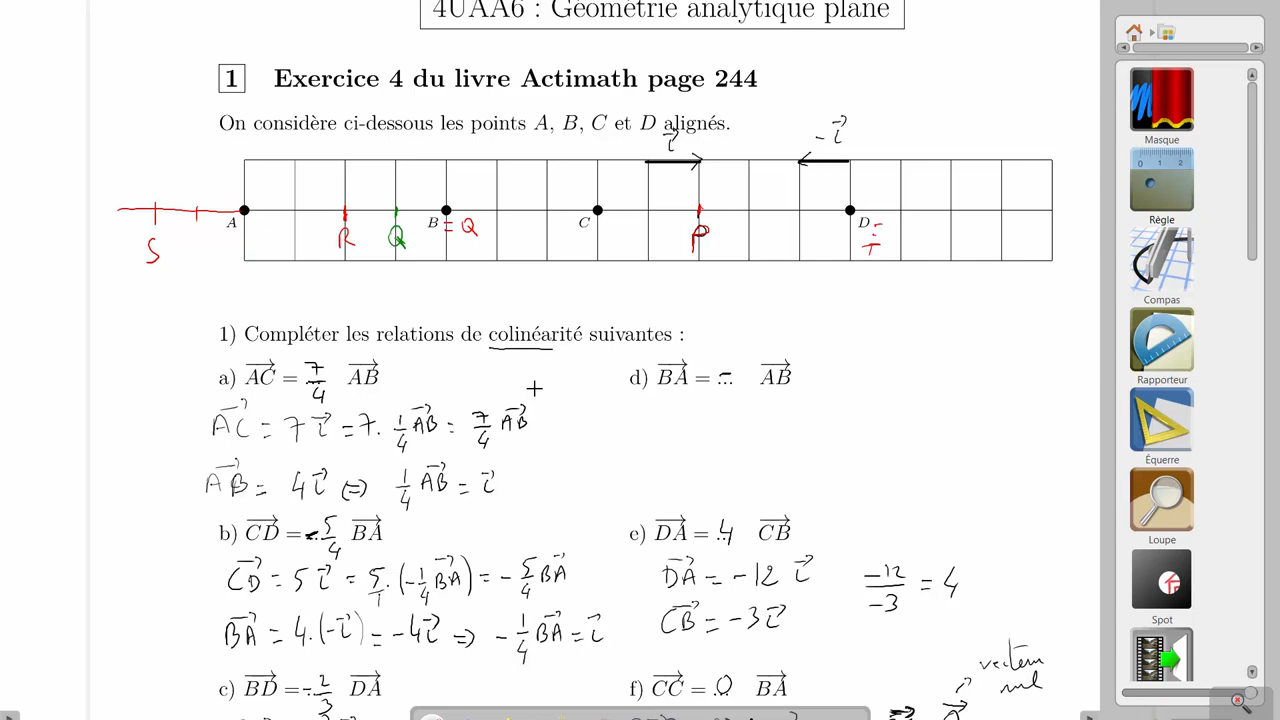 4UAA6 : Géométrie analytique plane
1 Exercice 4 du livre Actimath page 244
On considère ci-dessous les points A, B, C et D alignés.
i⃗ -i⃗
A B C D
S R Q = Q P = T
1) Compléter les relations de colinéarité suivantes :
a) AC⃗ = 7/4 AB⃗
AC⃗ = 7i⃗ = 7 . 1/4 AB⃗ = 7/4 AB⃗
AB⃗ = 4i⃗ ⇔ 1/4 AB⃗ = i⃗
d) BA⃗ = -... AB⃗
b) CD⃗ = -5/4 BA⃗
CD⃗ = 5i⃗ = 5/1 . (-1/4 BA⃗) = -5/4 BA⃗
BA⃗ = 4.(-i⃗) = -4i⃗ ⇒ -1/4 BA⃗ = i⃗
e) DA⃗ = 4 CB⃗
DA⃗ = -12 i⃗
CB⃗ = -3i⃗
-12/-3 = 4
c) BD⃗ = -2/3 DA⃗
f) CC⃗ = 0 BA⃗
vecteur
nul
Masque
0 1 2
Règle
Compas
Rapporteur
Équerre
Loupe
Spot